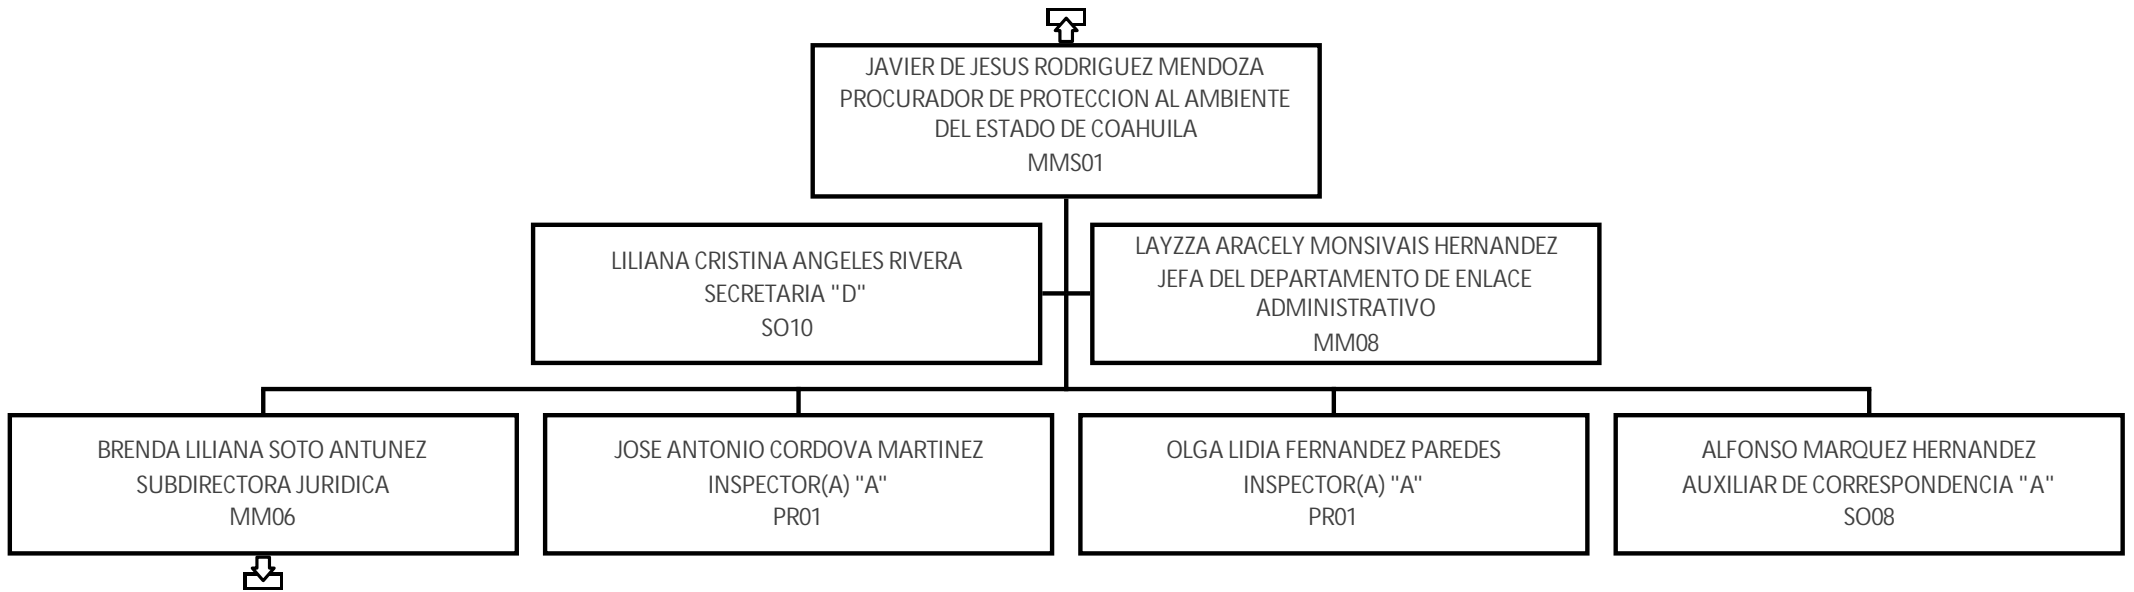 JAVIER DE JESUS RODRIGUEZ MENDOZA
PROCURADOR DE PROTECCION AL AMBIENTE
DEL ESTADO DE COAHUILA
MMS01
LILIANA CRISTINA ANGELES RIVERA
SECRETARIA "D"
SO10
LAYZZA ARACELY MONSIVAIS HERNANDEZ
JEFA DEL DEPARTAMENTO DE ENLACE
ADMINISTRATIVO
MM08
BRENDA LILIANA SOTO ANTUNEZ
SUBDIRECTORA JURIDICA
MM06
JOSE ANTONIO CORDOVA MARTINEZ
INSPECTOR(A) "A"
PR01
OLGA LIDIA FERNANDEZ PAREDES
INSPECTOR(A) "A"
PR01
ALFONSO MARQUEZ HERNANDEZ
AUXILIAR DE CORRESPONDENCIA "A"
SO08